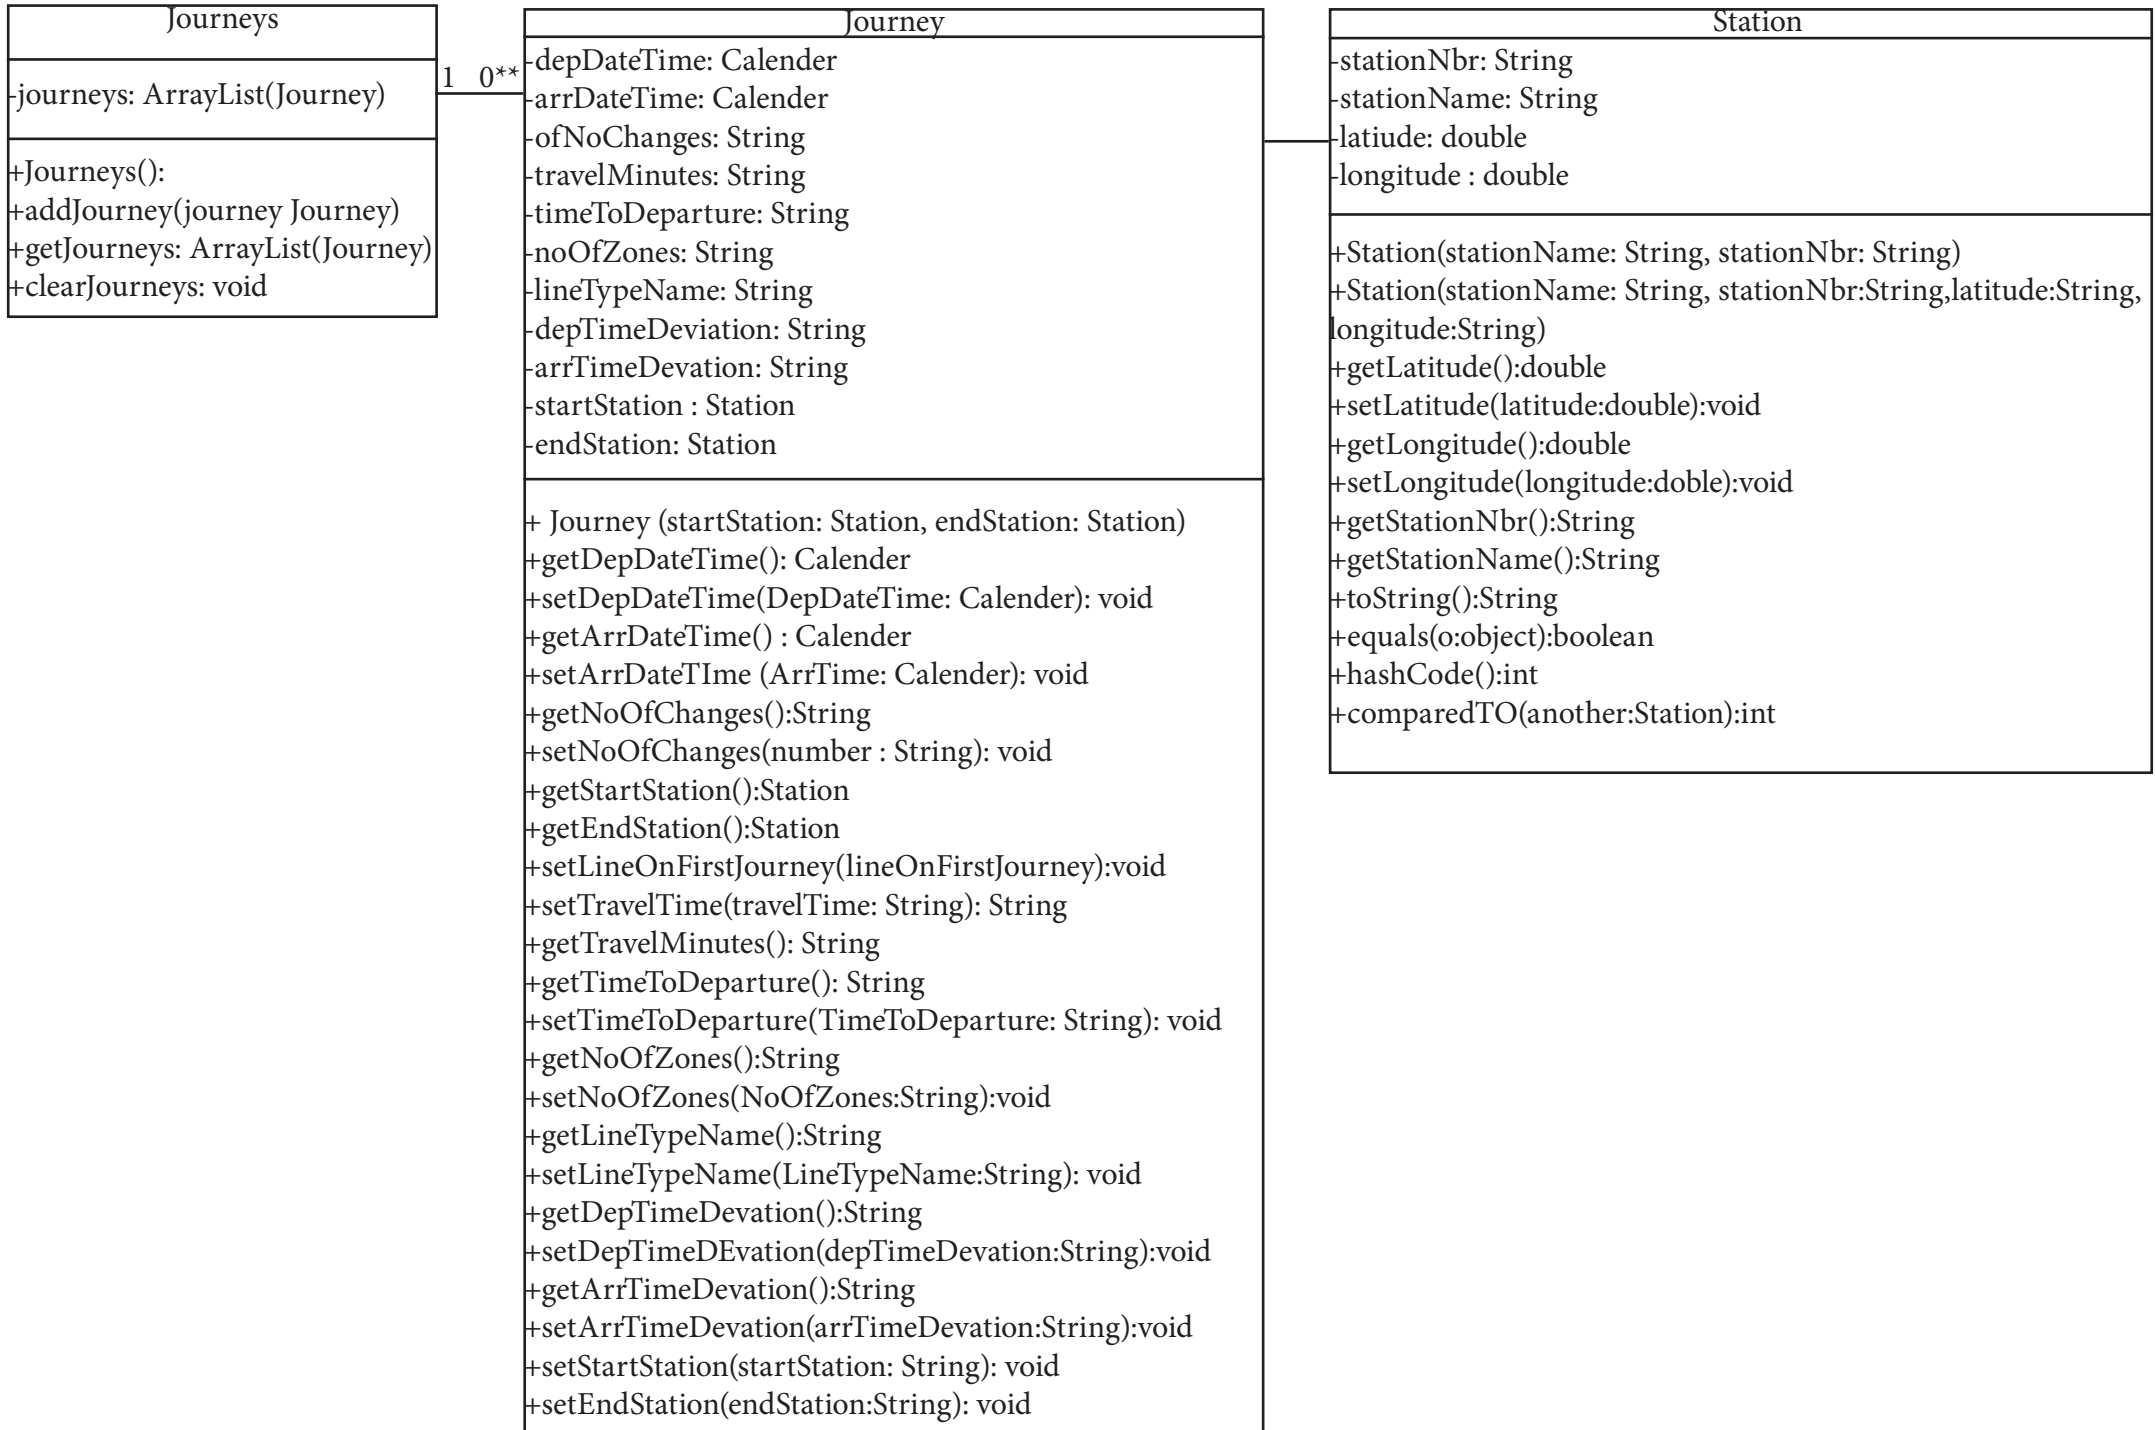 Journeys
-journeys: ArrayList(Journey)
+Journeys():
+addJourney(journey Journey)
+getJourneys: ArrayList(Journey)
+clearJourneys: void
1 0**
Journey
-depDateTime: Calender
-arrDateTime: Calender
-ofNoChanges: String
-travelMinutes: String
-timeToDeparture: String
-noOfZones: String
-lineTypeName: String
-depTimeDeviation: String
-arrTimeDevation: String
-startStation : Station
-endStation: Station
+ Journey (startStation: Station, endStation: Station)
+getDepDateTime(): Calender
+setDepDateTime(DepDateTime: Calender): void
+getArrDateTime() : Calender
+setArrDateTIme (ArrTime: Calender): void
+getNoOfChanges():String
+setNoOfChanges(number : String): void
+getStartStation():Station
+getEndStation():Station
+setLineOnFirstJourney(lineOnFirstJourney):void
+setTravelTime(travelTime: String): String
+getTravelMinutes(): String
+getTimeToDeparture(): String
+setTimeToDeparture(TimeToDeparture: String): void
+getNoOfZones():String
+setNoOfZones(NoOfZones:String):void
+getLineTypeName():String
+setLineTypeName(LineTypeName:String): void
+getDepTimeDevation():String
+setDepTimeDEvation(depTimeDevation:String):void
+getArrTimeDevation():String
+setArrTimeDevation(arrTimeDevation:String):void
+setStartStation(startStation: String): void
+setEndStation(endStation:String): void
Station
-stationNbr: String
-stationName: String
-latiude: double
-longitude : double
+Station(stationName: String, stationNbr: String)
+Station(stationName: String, stationNbr:String,latitude:String,
longitude:String)
+getLatitude():double
+setLatitude(latitude:double):void
+getLongitude():double
+setLongitude(longitude:doble):void
+getStationNbr():String
+getStationName():String
+toString():String
+equals(o:object):boolean
+hashCode():int
+comparedTO(another:Station):int